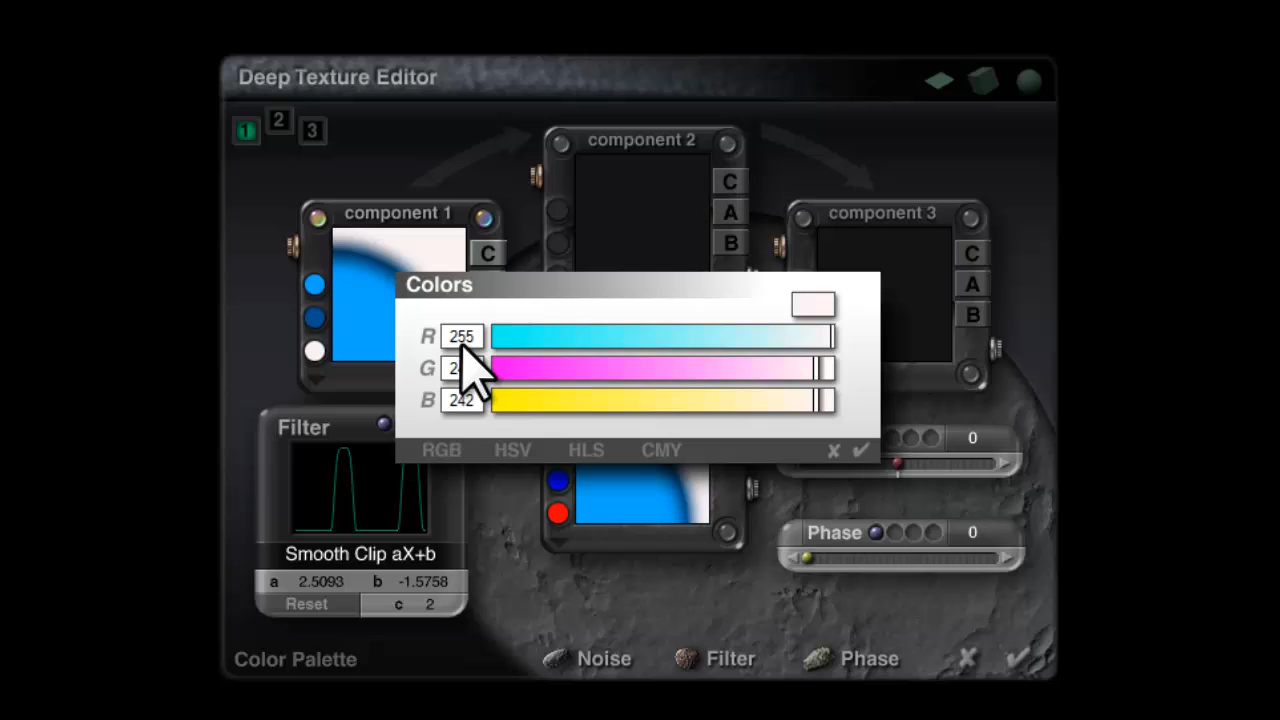 Deep Texture Editor
1 2 3
component 2
C
A
B
component 1
C
component 3
C
A
B
Colors
R 255
G
B 242
RGB HSV HLS CMY
Filter
Smooth Clip aX+b
a 2.5093 b -1.5758
Reset c 2
0
Phase 0
Color Palette
Noise Filter Phase